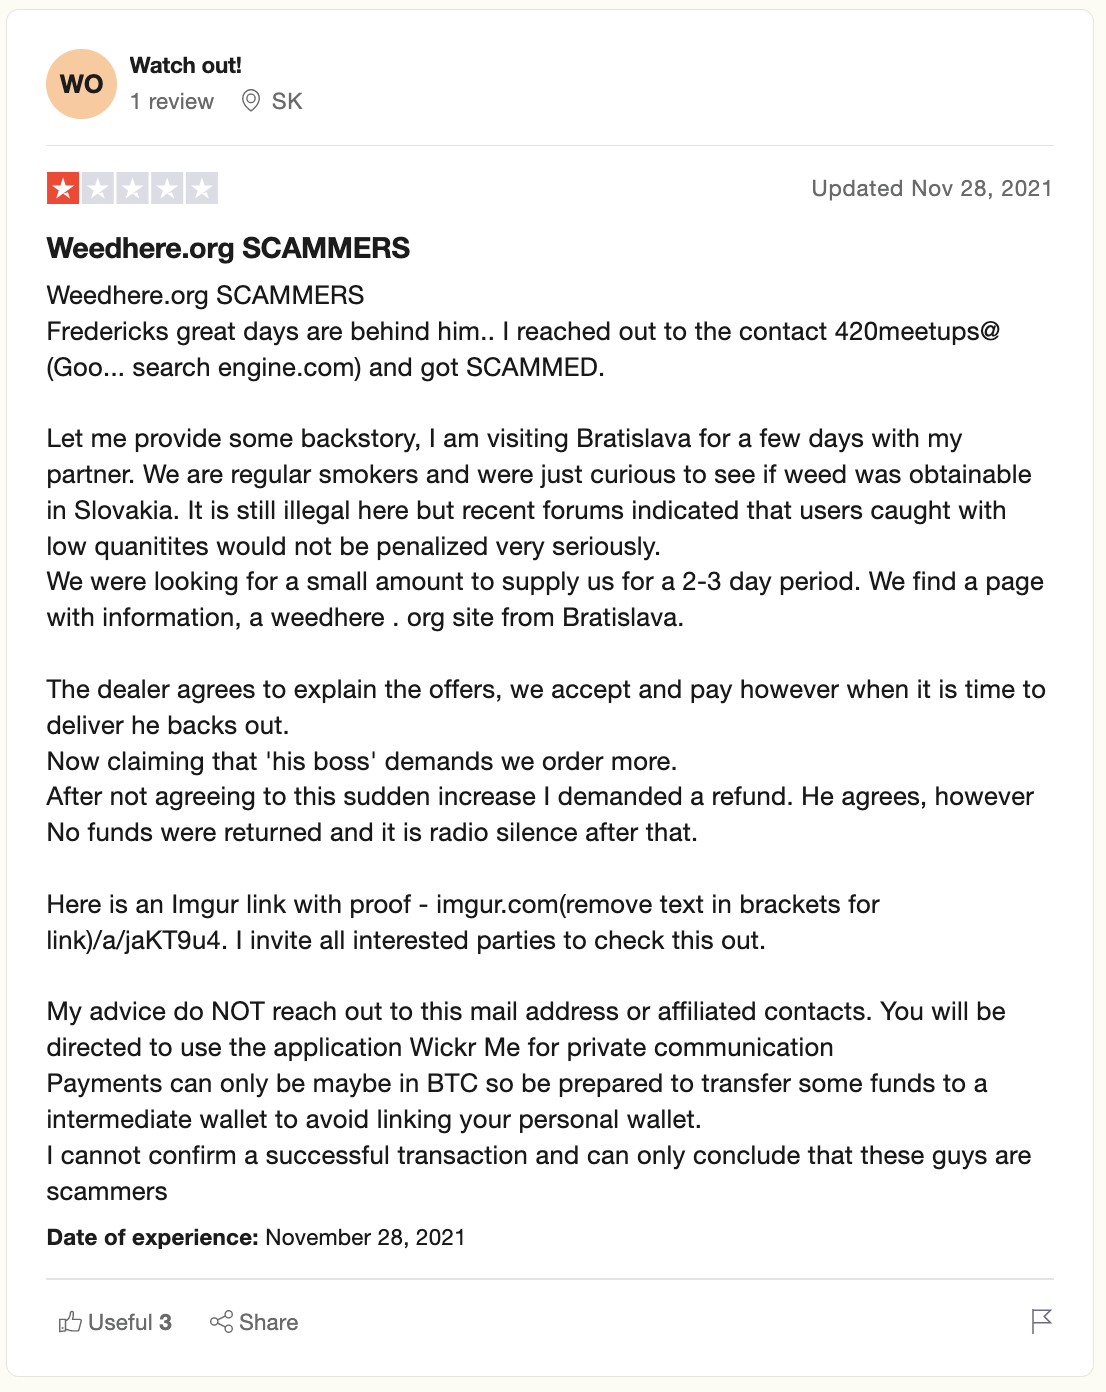 WO
Watch out!
1 review SK
Updated Nov 28, 2021
Weedhere.org SCAMMERS
Weedhere.org SCAMMERS
Fredericks great days are behind him.. I reached out to the contact 420meetups@
(Goo... search engine.com) and got SCAMMED.
Let me provide some backstory, I am visiting Bratislava for a few days with my
partner. We are regular smokers and were just curious to see if weed was obtainable
in Slovakia. It is still illegal here but recent forums indicated that users caught with
low quanitites would not be penalized very seriously.
We were looking for a small amount to supply us for a 2-3 day period. We find a page
with information, a weedhere . org site from Bratislava.
The dealer agrees to explain the offers, we accept and pay however when it is time to
deliver he backs out.
Now claiming that 'his boss' demands we order more.
After not agreeing to this sudden increase I demanded a refund. He agrees, however
No funds were returned and it is radio silence after that.
Here is an Imgur link with proof - imgur.com(remove text in brackets for
link)/a/jaKT9u4. I invite all interested parties to check this out.
My advice do NOT reach out to this mail address or affiliated contacts. You will be
directed to use the application Wickr Me for private communication
Payments can only be maybe in BTC so be prepared to transfer some funds to a
intermediate wallet to avoid linking your personal wallet.
I cannot confirm a successful transaction and can only conclude that these guys are
scammers
Date of experience: November 28, 2021
Useful 3 Share